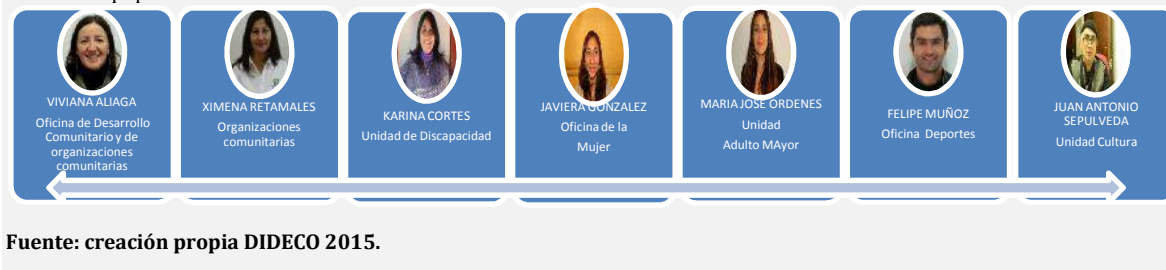 VIVIANA ALIAGA
Oficina de Desarrollo
Comunitario y de
organizaciones
comunitarias
XIMENA RETAMALES
Organizaciones
comunitarias
KARINA CORTES
Unidad de Discapacidad
JAVIERA GONZALEZ
Oficina de la
Mujer
MARIA JOSE ORDENES
Unidad
Adulto MAyor
FELIPE MUÑOZ
Oficina Deportes
JUAN ANTONIO
SEPULVEDA
Unidad Cultura
Fuente: creación propia DIDECO 2015.